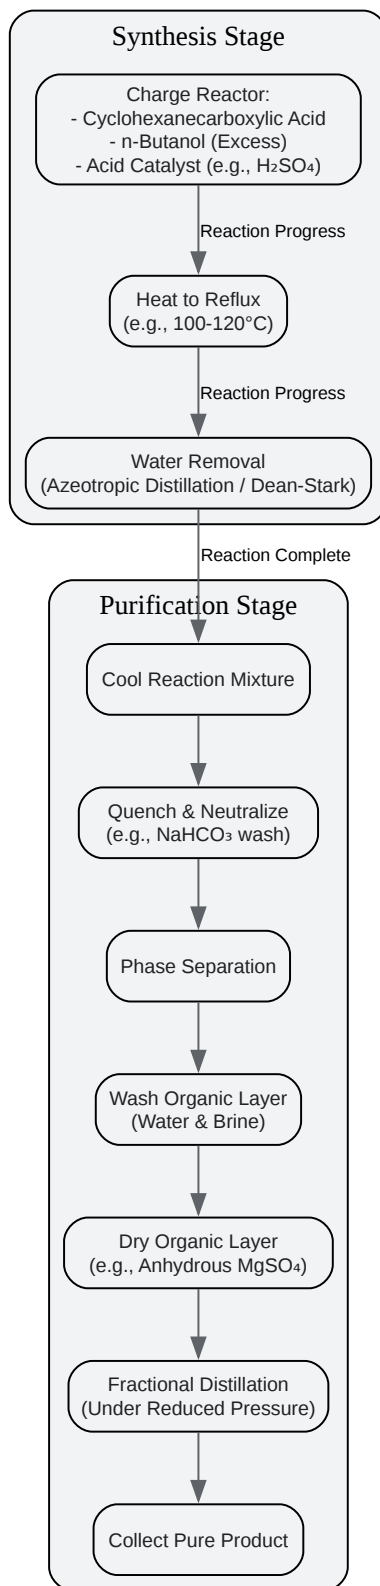 Synthesis Stage
Charge Reactor:
- Cyclohexanecarboxylic Acid
- n-Butanol (Excess)
- Acid Catalyst (e.g., H₂SO₄)
Reaction Progress
Heat to Reflux
(e.g., 100-120°C)
Reaction Progress
Water Removal
(Azeotropic Distillation / Dean-Stark)
Reaction Complete
Purification Stage
Cool Reaction Mixture
Quench & Neutralize
(e.g., NaHCO₃ wash)
Phase Separation
Wash Organic Layer
(Water & Brine)
Dry Organic Layer
(e.g., Anhydrous MgSO₄)
Fractional Distillation
(Under Reduced Pressure)
Collect Pure Product